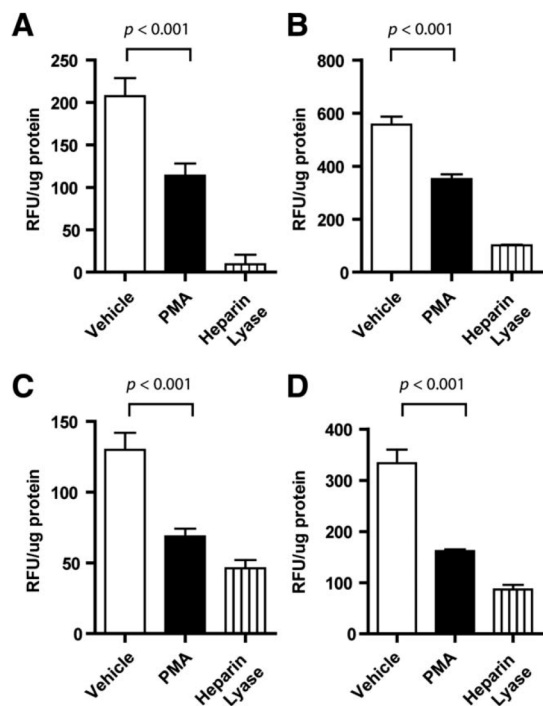 A
p < 0.001
RFU/ug protein
250
200
150
100
50
0
Vehicle
PMA
Heparin
Lyase
B
p < 0.001
RFU/ug protein
800
600
400
200
0
Vehicle
PMA
Heparin
Lyase
C
p < 0.001
RFU/ug protein
150
100
50
0
Vehicle
PMA
Heparin
Lyase
D
p < 0.001
RFU/ug protein
400
300
200
100
0
Vehicle
PMA
Heparin
Lyase